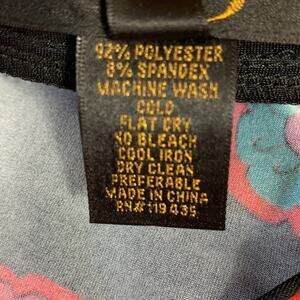 92% POLYESTER
8% SPANDEX
MACHINE WASH
COLD
FLAT DRY
NO BLEACH
COOL IRON
DRY CLEAN
PREFERABLE
MADE IN CHINA
RN# 119435